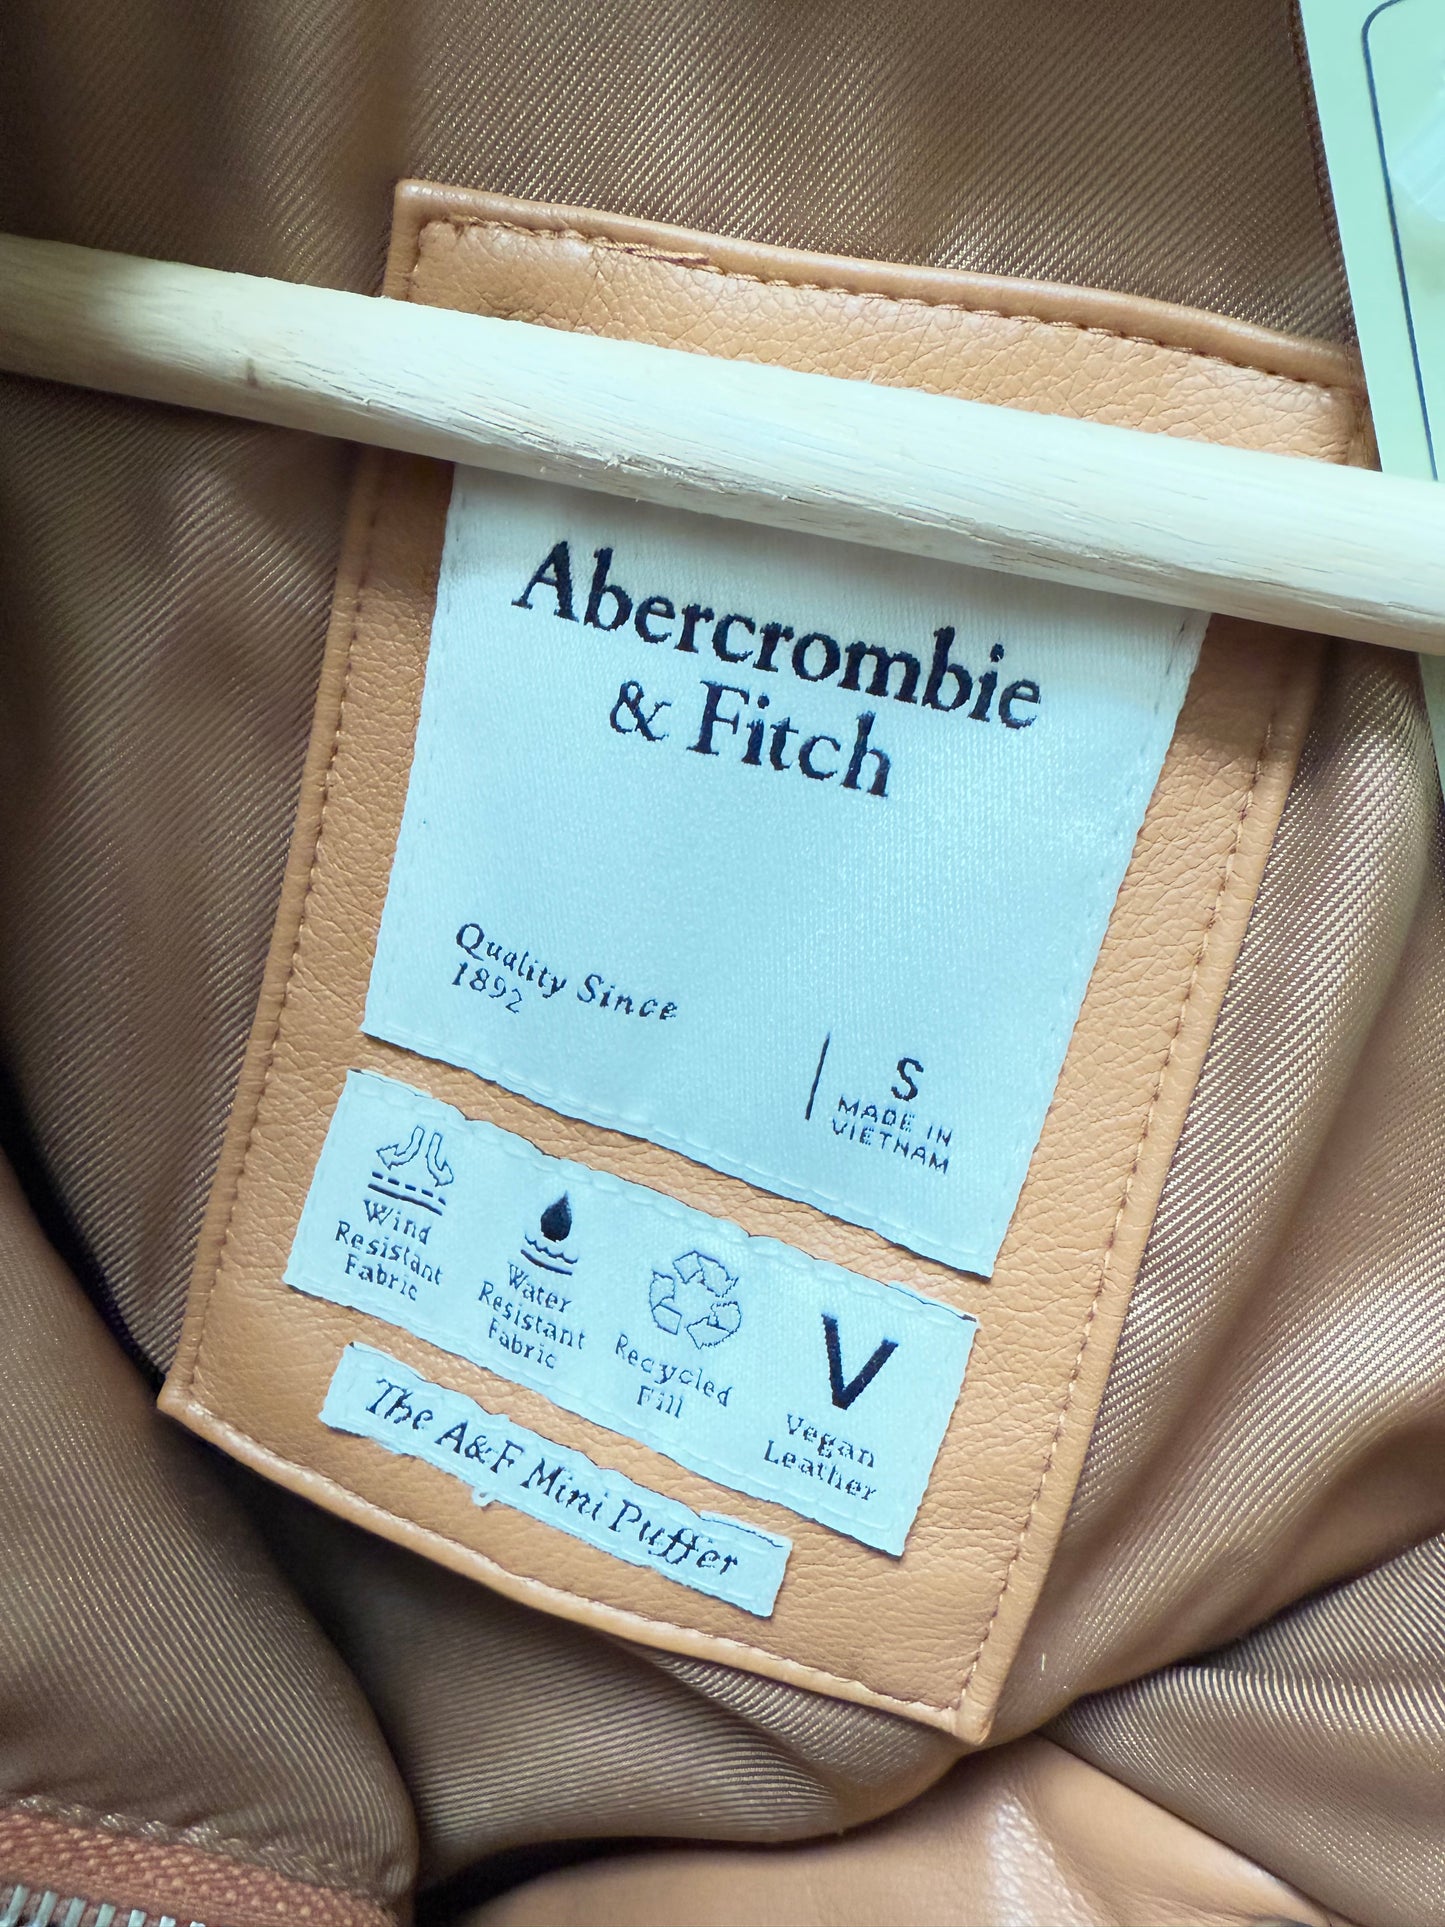 Abercrombie
& Fitch
Quality Since
1892
S
MADE IN
VIETNAM
Wind
Resistant
Fabric
Water
Resistant
Fabric
Recycled
Fill
V
Vegan
Leather
The A&F Mini Puffer